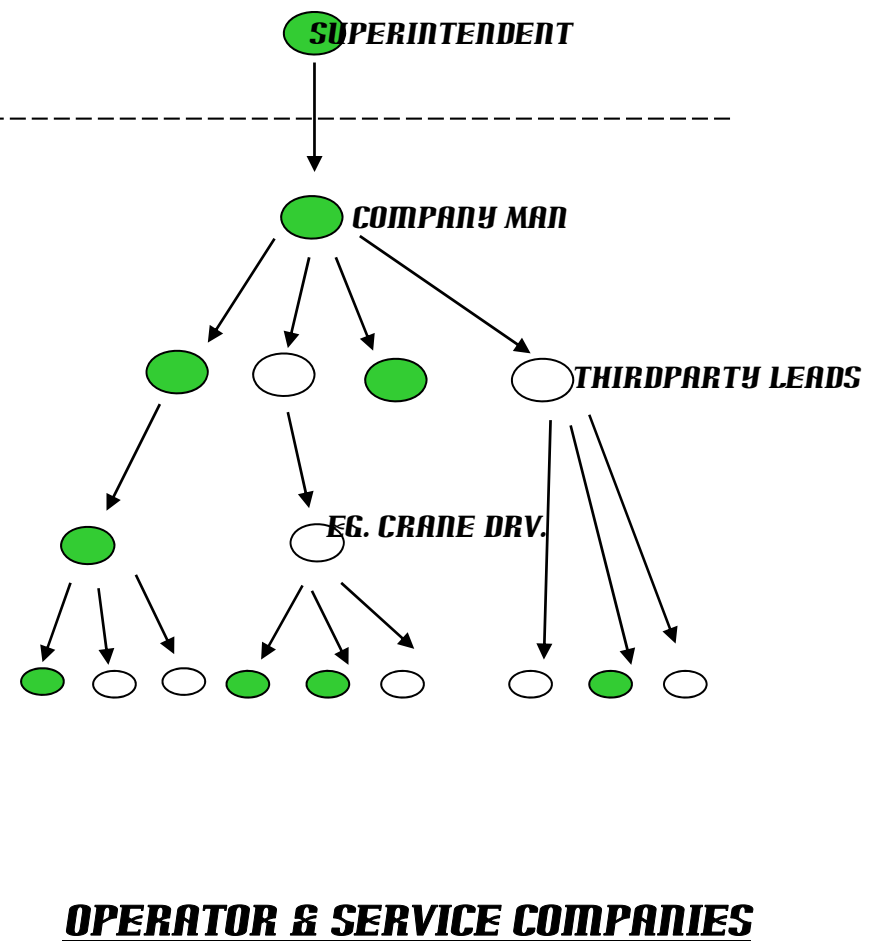 SUPERINTENDENT
COMPANY MAN
THIRDPARTY LEADS
EG. CRANE DRV.
OPERATOR & SERVICE COMPANIES